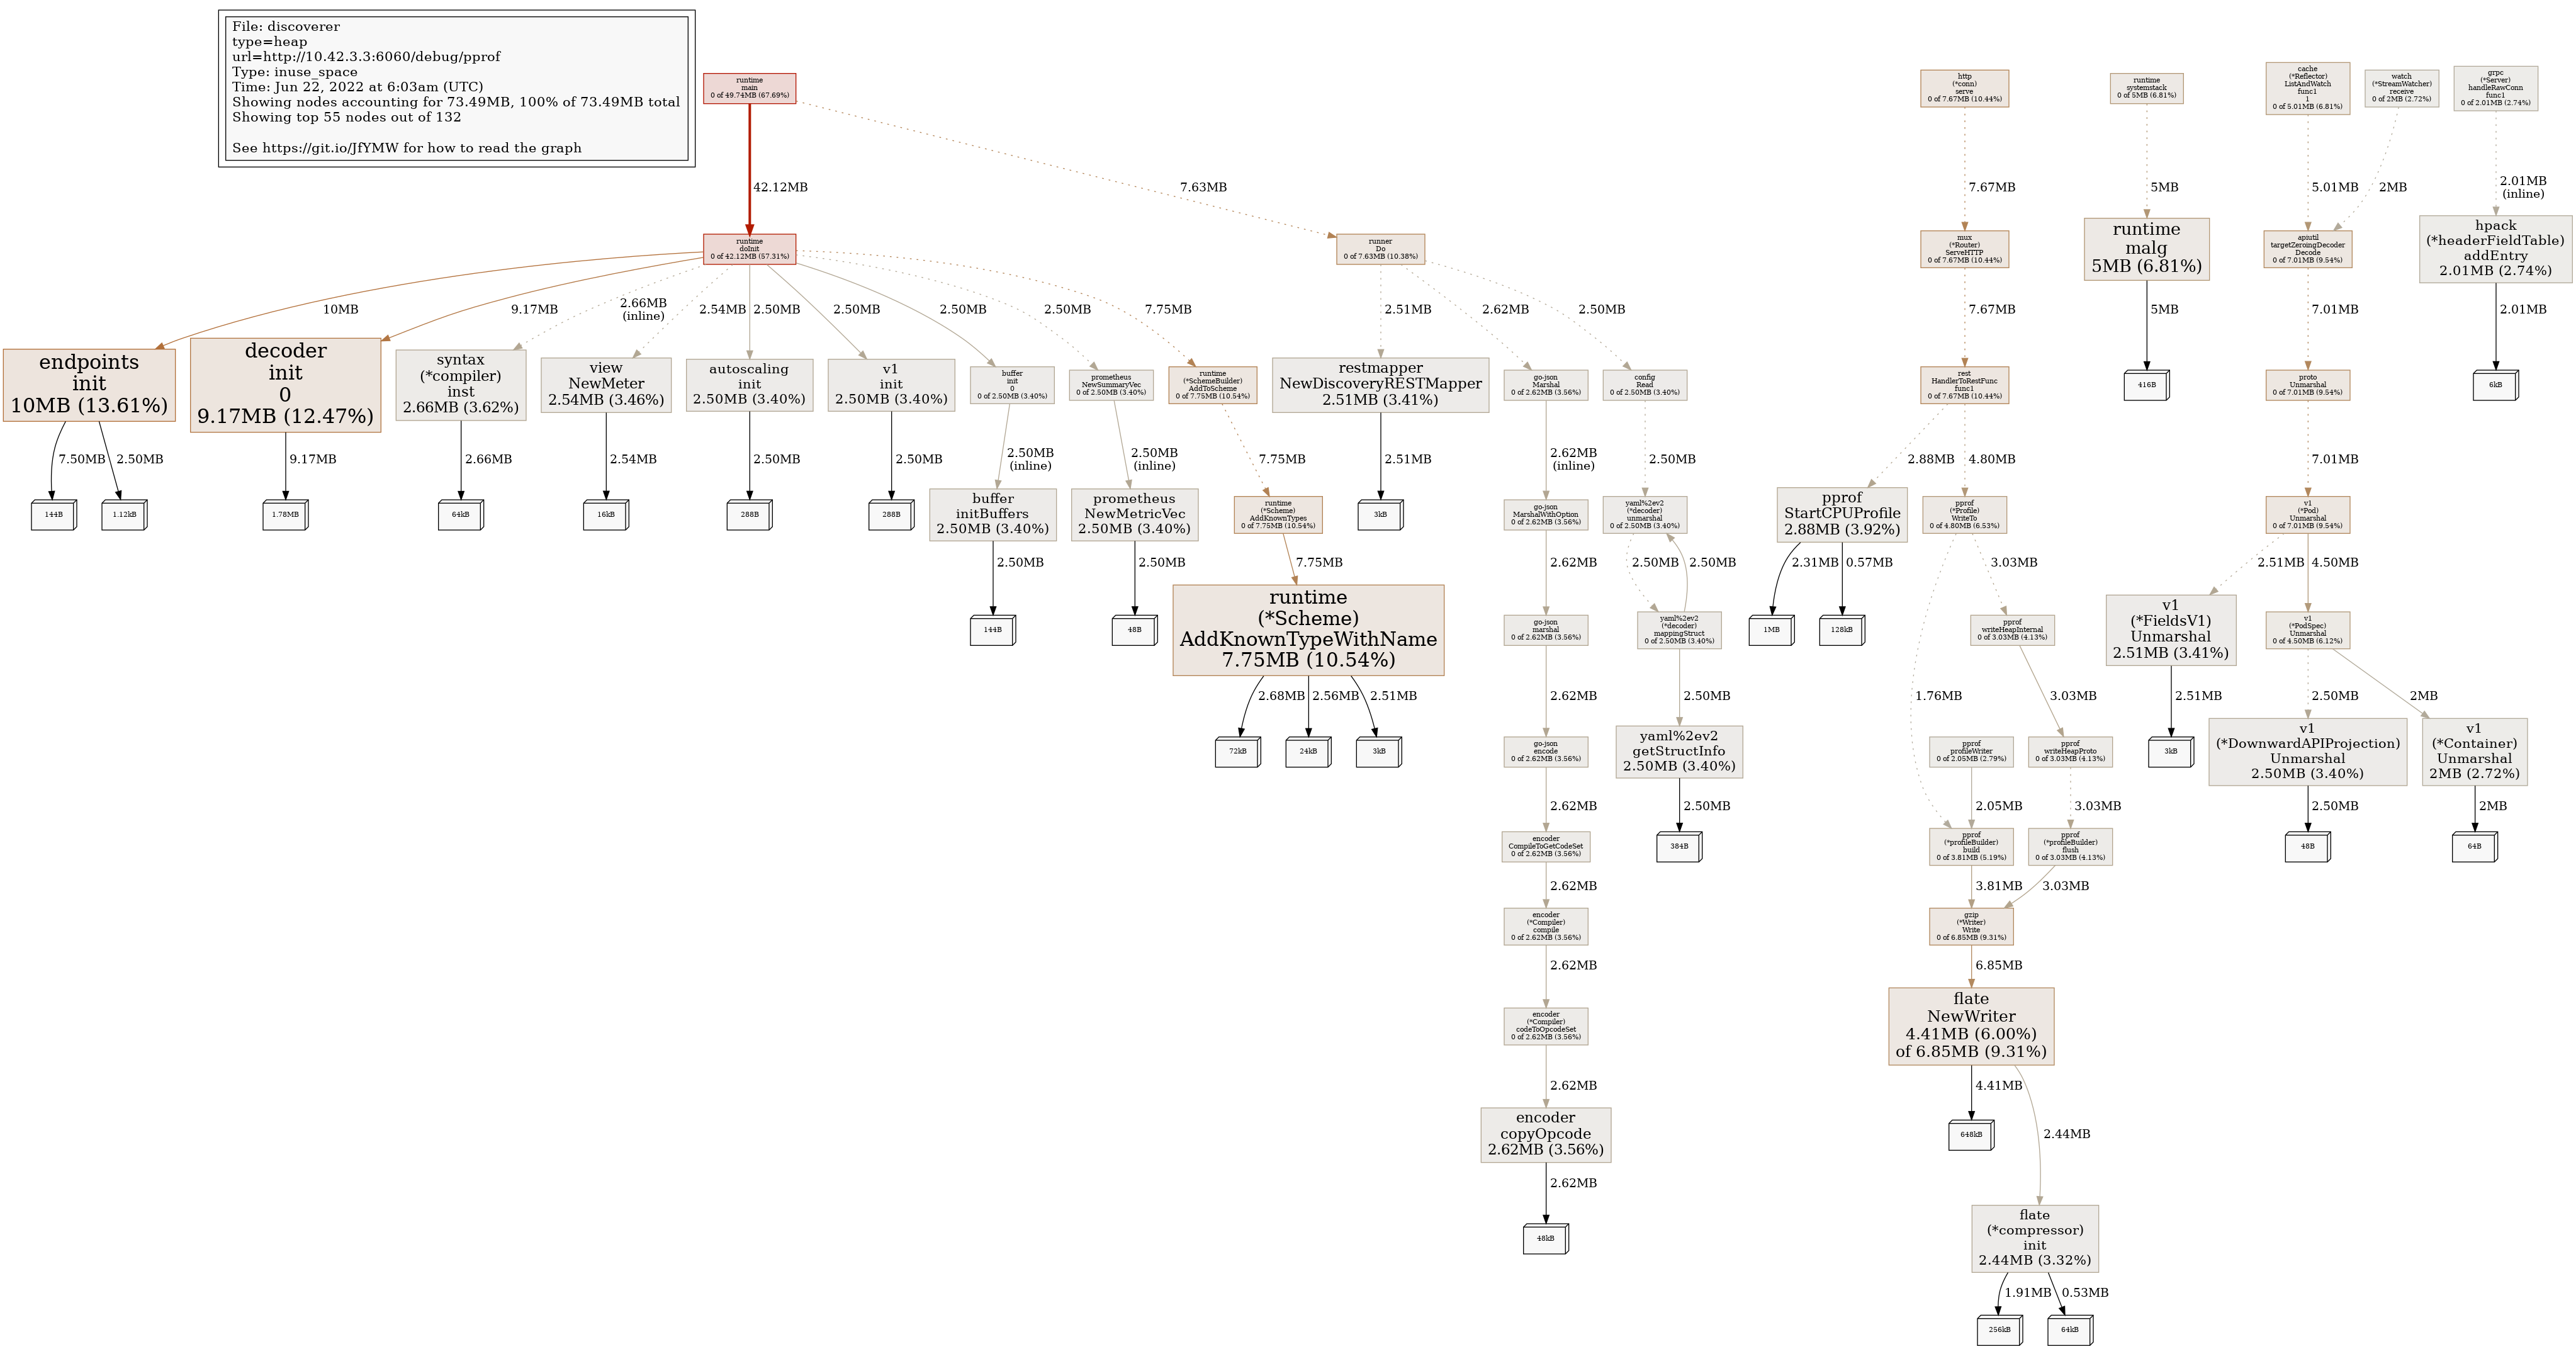 File: discoverer
type=heap
url=http://10.42.3.3:6060/debug/pprof
Type: inuse_space
Time: Jun 22, 2022 at 6:03am (UTC)
Showing nodes accounting for 73.49MB, 100% of 73.49MB total
Showing top 55 nodes out of 132
See https://git.io/JfYMW for how to read the graph
runtime
main
0 of 49.74MB (67.69%)
http
(*conn)
serve
0 of 7.67MB (10.44%)
runtime
systemstack
0 of 5MB (6.81%)
cache
(*Reflector)
ListAndWatch
func1
1
0 of 5.01MB (6.81%)
watch
(*StreamWatcher)
receive
0 of 2MB (2.72%)
grpc
(*Server)
handleRawConn
func1
0 of 2.01MB (2.74%)
42.12MB
7.63MB
7.67MB
5MB
5.01MB
2MB
2.01MB
(inline)
runtime
doInit
0 of 42.12MB (57.31%)
runner
Do
0 of 7.63MB (10.38%)
mux
(*Router)
ServeHTTP
0 of 7.67MB (10.44%)
runtime
malg
5MB (6.81%)
apiutil
targetZeroingDecoder
Decode
0 of 7.01MB (9.54%)
hpack
(*headerFieldTable)
addEntry
2.01MB (2.74%)
10MB
9.17MB
2.66MB
(inline)
2.54MB
2.50MB
2.50MB
2.50MB
2.50MB
7.75MB
2.51MB
2.62MB
2.50MB
7.67MB
5MB
7.01MB
2.01MB
endpoints
init
10MB (13.61%)
decoder
init
0
9.17MB (12.47%)
syntax
(*compiler)
inst
2.66MB (3.62%)
view
NewMeter
2.54MB (3.46%)
autoscaling
init
2.50MB (3.40%)
v1
init
2.50MB (3.40%)
buffer
init
0
0 of 2.50MB (3.40%)
prometheus
NewSummaryVec
0 of 2.50MB (3.40%)
runtime
(*SchemeBuilder)
AddToScheme
0 of 7.75MB (10.54%)
restmapper
NewDiscoveryRESTMapper
2.51MB (3.41%)
go-json
Marshal
0 of 2.62MB (3.56%)
config
Read
0 of 2.50MB (3.40%)
rest
HandlerToRestFunc
func1
0 of 7.67MB (10.44%)
416B
proto
Unmarshal
0 of 7.01MB (9.54%)
6kB
7.50MB
2.50MB
9.17MB
2.66MB
2.54MB
2.50MB
2.50MB
2.50MB
(inline)
2.50MB
(inline)
7.75MB
2.51MB
2.62MB
(inline)
2.50MB
2.88MB
4.80MB
7.01MB
144B
1.12kB
1.78MB
64kB
16kB
288B
288B
buffer
initBuffers
2.50MB (3.40%)
prometheus
NewMetricVec
2.50MB (3.40%)
runtime
(*Scheme)
AddKnownTypes
0 of 7.75MB (10.54%)
3kB
go-json
MarshalWithOption
0 of 2.62MB (3.56%)
yaml%2ev2
(*decoder)
unmarshal
0 of 2.50MB (3.40%)
pprof
StartCPUProfile
2.88MB (3.92%)
pprof
(*Profile)
WriteTo
0 of 4.80MB (6.53%)
v1
(*Pod)
Unmarshal
0 of 7.01MB (9.54%)
2.50MB
2.50MB
7.75MB
2.62MB
2.50MB
2.50MB
2.31MB
0.57MB
3.03MB
2.51MB
4.50MB
144B
48B
runtime
(*Scheme)
AddKnownTypeWithName
7.75MB (10.54%)
go-json
marshal
0 of 2.62MB (3.56%)
yaml%2ev2
(*decoder)
mappingStruct
0 of 2.50MB (3.40%)
1MB
128kB
pprof
writeHeapInternal
0 of 3.03MB (4.13%)
v1
(*FieldsV1)
Unmarshal
2.51MB (3.41%)
v1
(*PodSpec)
Unmarshal
0 of 4.50MB (6.12%)
2.68MB
2.56MB
2.51MB
2.62MB
2.50MB
1.76MB
3.03MB
2.51MB
2.50MB
2MB
72kB
24kB
3kB
go-json
encode
0 of 2.62MB (3.56%)
yaml%2ev2
getStructInfo
2.50MB (3.40%)
pprof
profileWriter
0 of 2.05MB (2.79%)
pprof
writeHeapProto
0 of 3.03MB (4.13%)
3kB
v1
(*DownwardAPIProjection)
Unmarshal
2.50MB (3.40%)
v1
(*Container)
Unmarshal
2MB (2.72%)
2.62MB
2.50MB
2.05MB
3.03MB
2.50MB
2MB
encoder
CompileToGetCodeSet
0 of 2.62MB (3.56%)
384B
pprof
(*profileBuilder)
build
0 of 3.81MB (5.19%)
pprof
(*profileBuilder)
flush
0 of 3.03MB (4.13%)
48B
64B
2.62MB
3.81MB
3.03MB
encoder
(*Compiler)
compile
0 of 2.62MB (3.56%)
gzip
(*Writer)
Write
0 of 6.85MB (9.31%)
2.62MB
6.85MB
encoder
(*Compiler)
codeToOpcodeSet
0 of 2.62MB (3.56%)
flate
NewWriter
4.41MB (6.00%)
of 6.85MB (9.31%)
2.62MB
4.41MB
2.44MB
encoder
copyOpcode
2.62MB (3.56%)
648kB
2.62MB
48kB
flate
(*compressor)
init
2.44MB (3.32%)
1.91MB
0.53MB
256kB
64kB